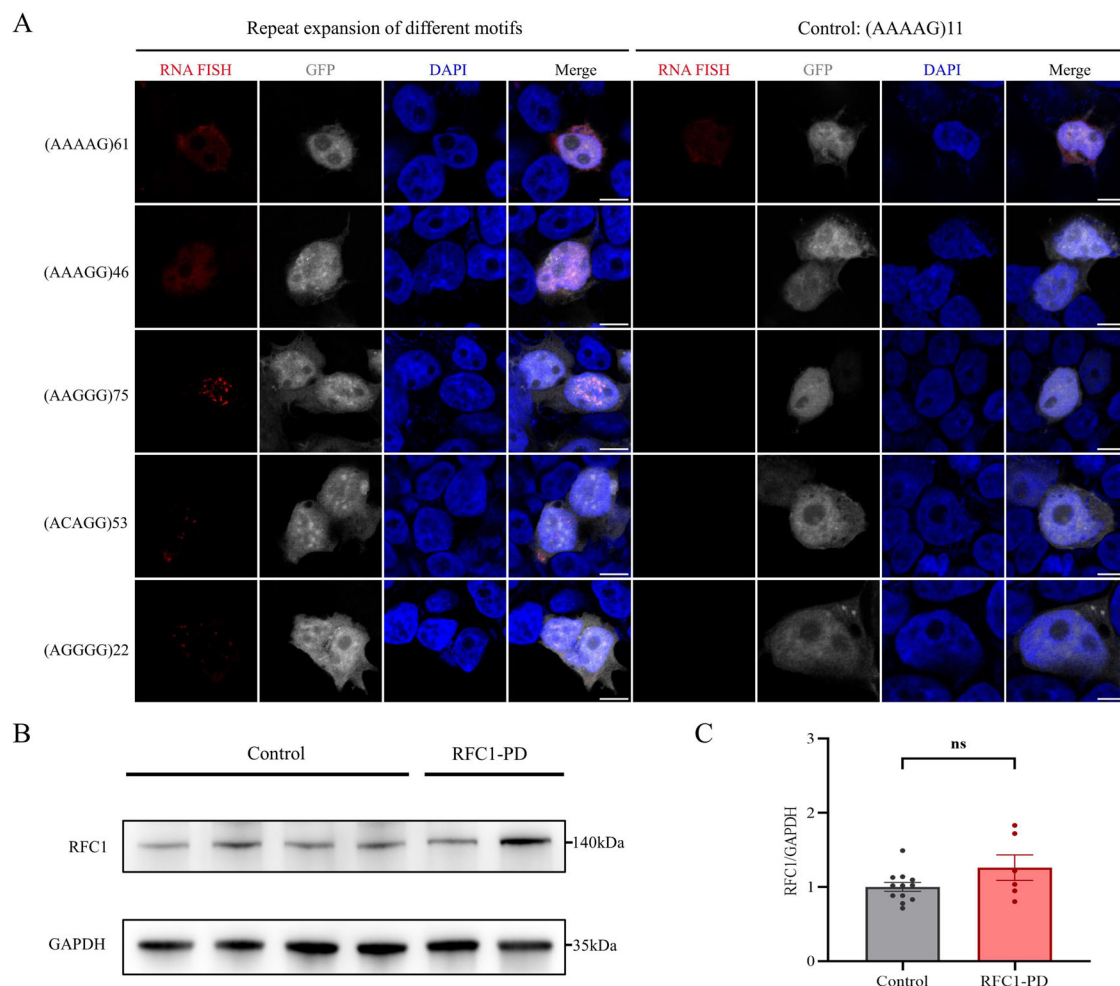 A
Repeat expansion of different motifs
Control: (AAAAG)11
RNA FISH GFP DAPI Merge RNA FISH GFP DAPI Merge
(AAAAG)61
(AAAGG)46
(AAGGG)75
(ACAGG)53
(AGGGG)22
B
Control RFC1-PD
RFC1 140kDa
GAPDH 35kDa
C
ns
RFC1/GAPDH
3
2
1
0
Control RFC1-PD